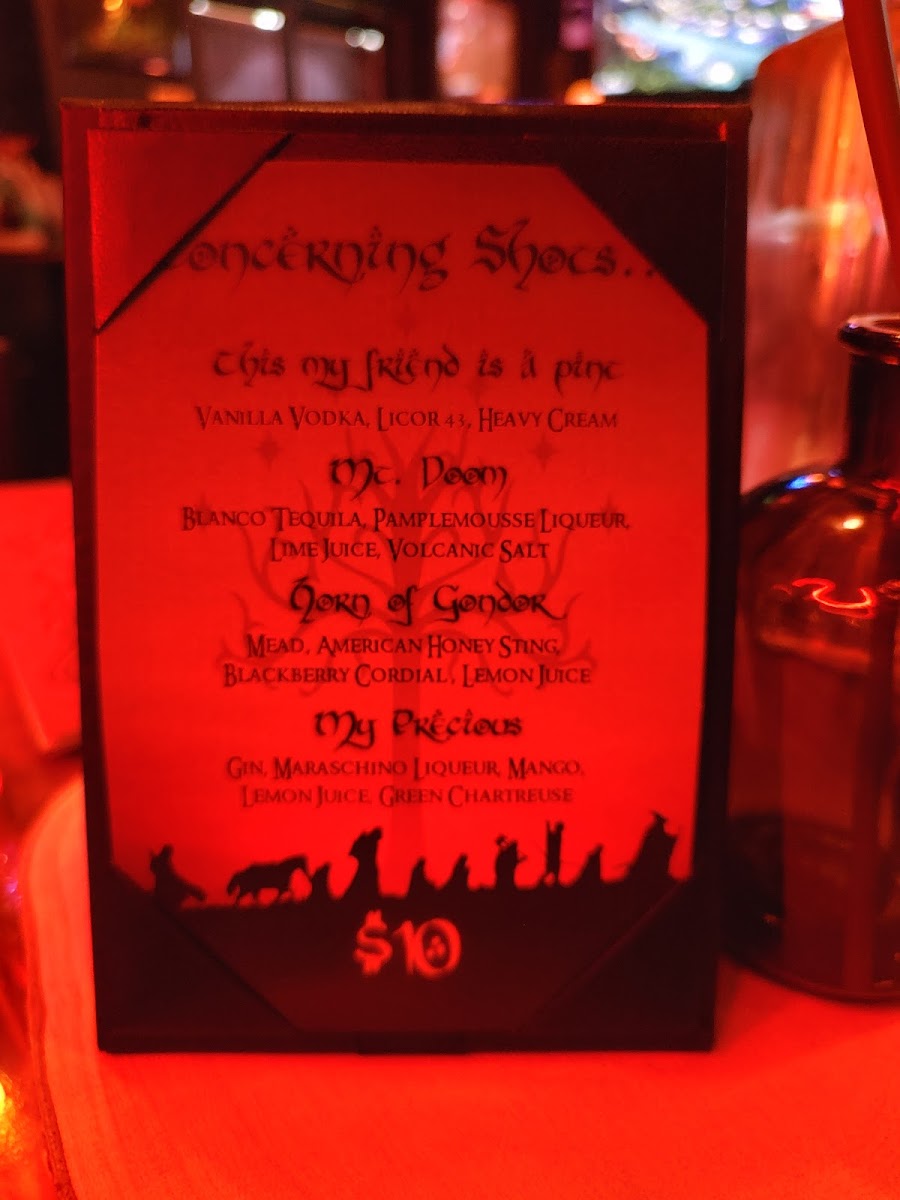 Concerning Shots...
This my friend is a pint
Vanilla Vodka, Licor 43, Heavy Cream
Mt. Doom
Blanco Tequila, Pamplemousse Liqueur,
Lime Juice, Volcanic Salt
Horn of Gondor
Mead, American Honey Sting,
Blackberry Cordial, Lemon Juice
My Precious
Gin, Maraschino Liqueur, Mango,
Lemon Juice, Green Chartreuse
$10